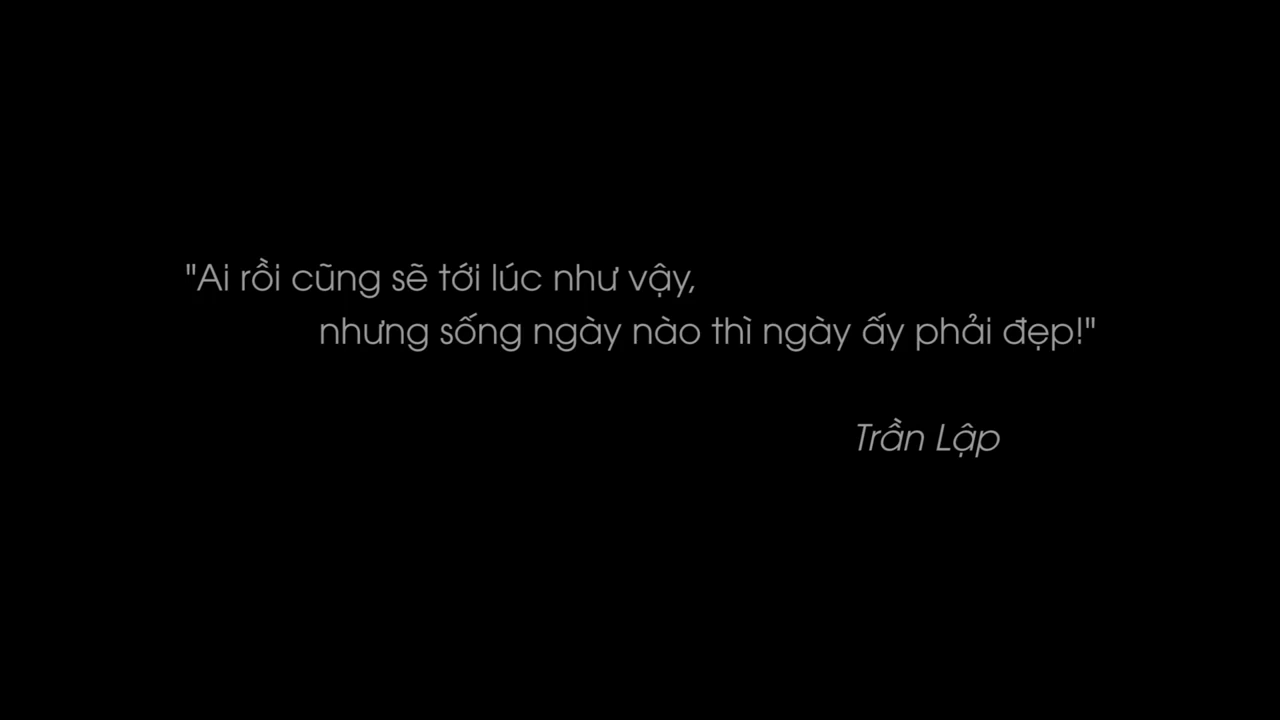 "Ai rồi cũng sẽ tới lúc như vậy,
nhưng sống ngày nào thì ngày ấy phải đẹp!"
Trần Lập